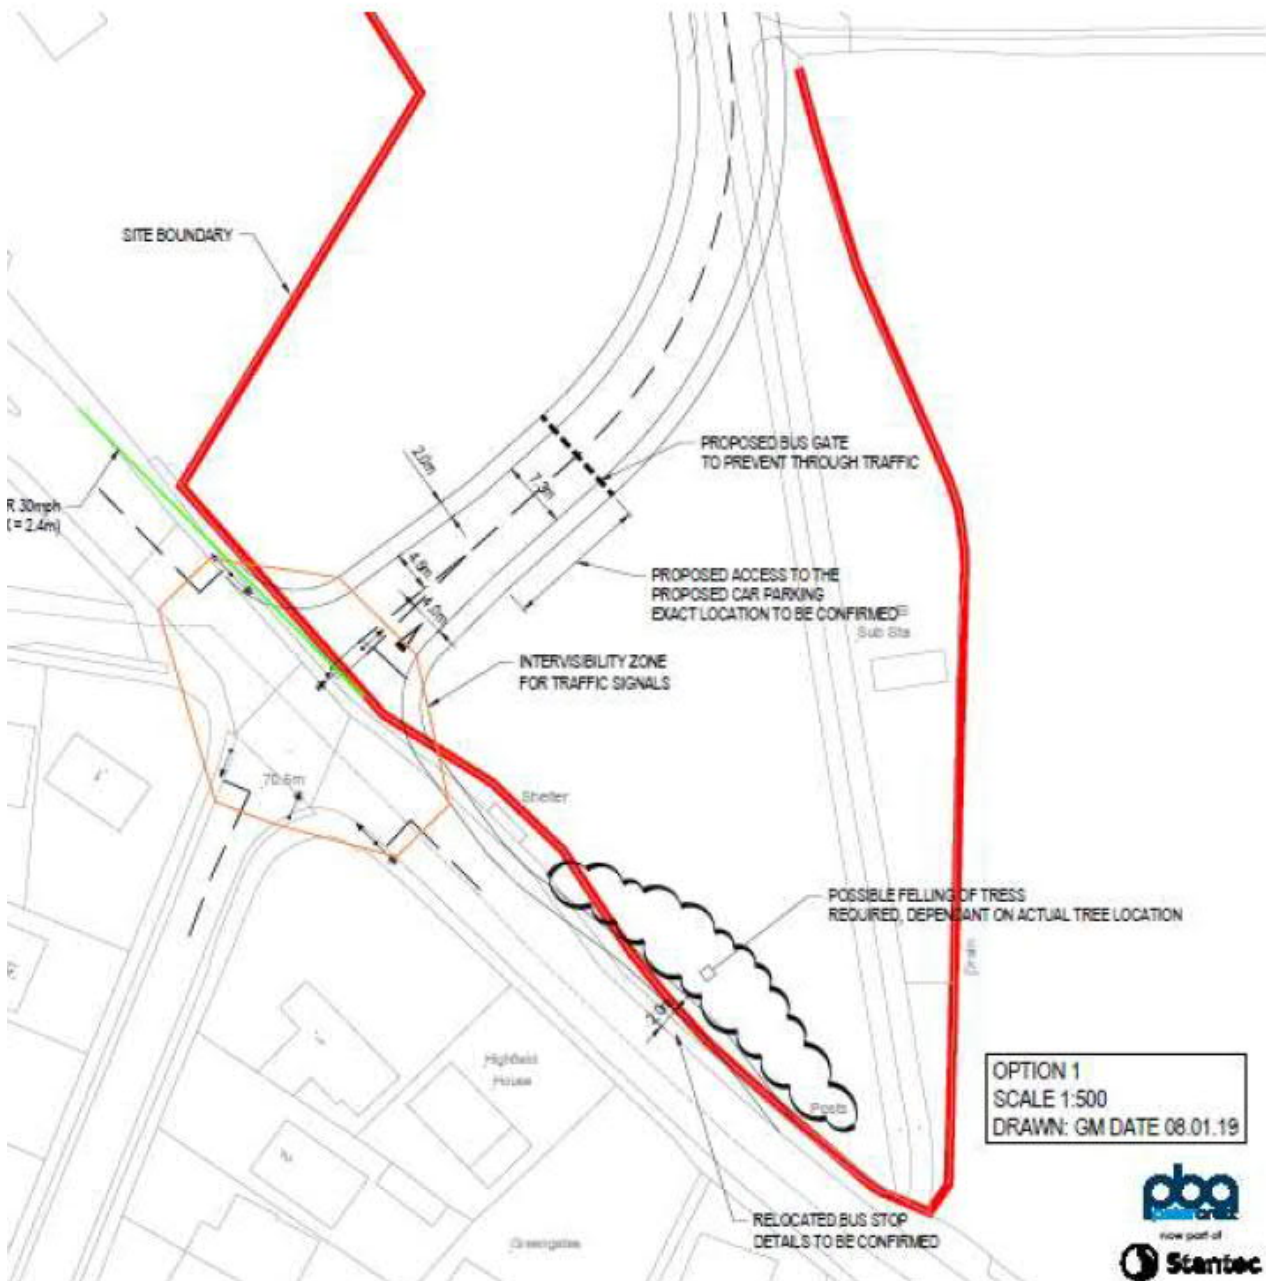 SITE BOUNDARY
2.0m
PROPOSED BUS GATE
TO PREVENT THROUGH TRAFFIC
7.3m
R 30mph
= 2.4m)
PROPOSED ACCESS TO THE
PROPOSED CAR PARKING
EXACT LOCATION TO BE CONFIRMED
4.0m
Sub Sta
INTERVISIBILITY ZONE
FOR TRAFFIC SIGNALS
70.6m
Shelter
POSSIBLE FELLING OF TRESS
REQUIRED, DEPENDANT ON ACTUAL TREE LOCATION
Drain
Highfield
House
Posts
OPTION 1
SCALE 1:500
DRAWN: GM DATE 08.01.19
RELOCATED BUS STOP
DETAILS TO BE CONFIRMED
Greengates
pba
now part of
Stantec